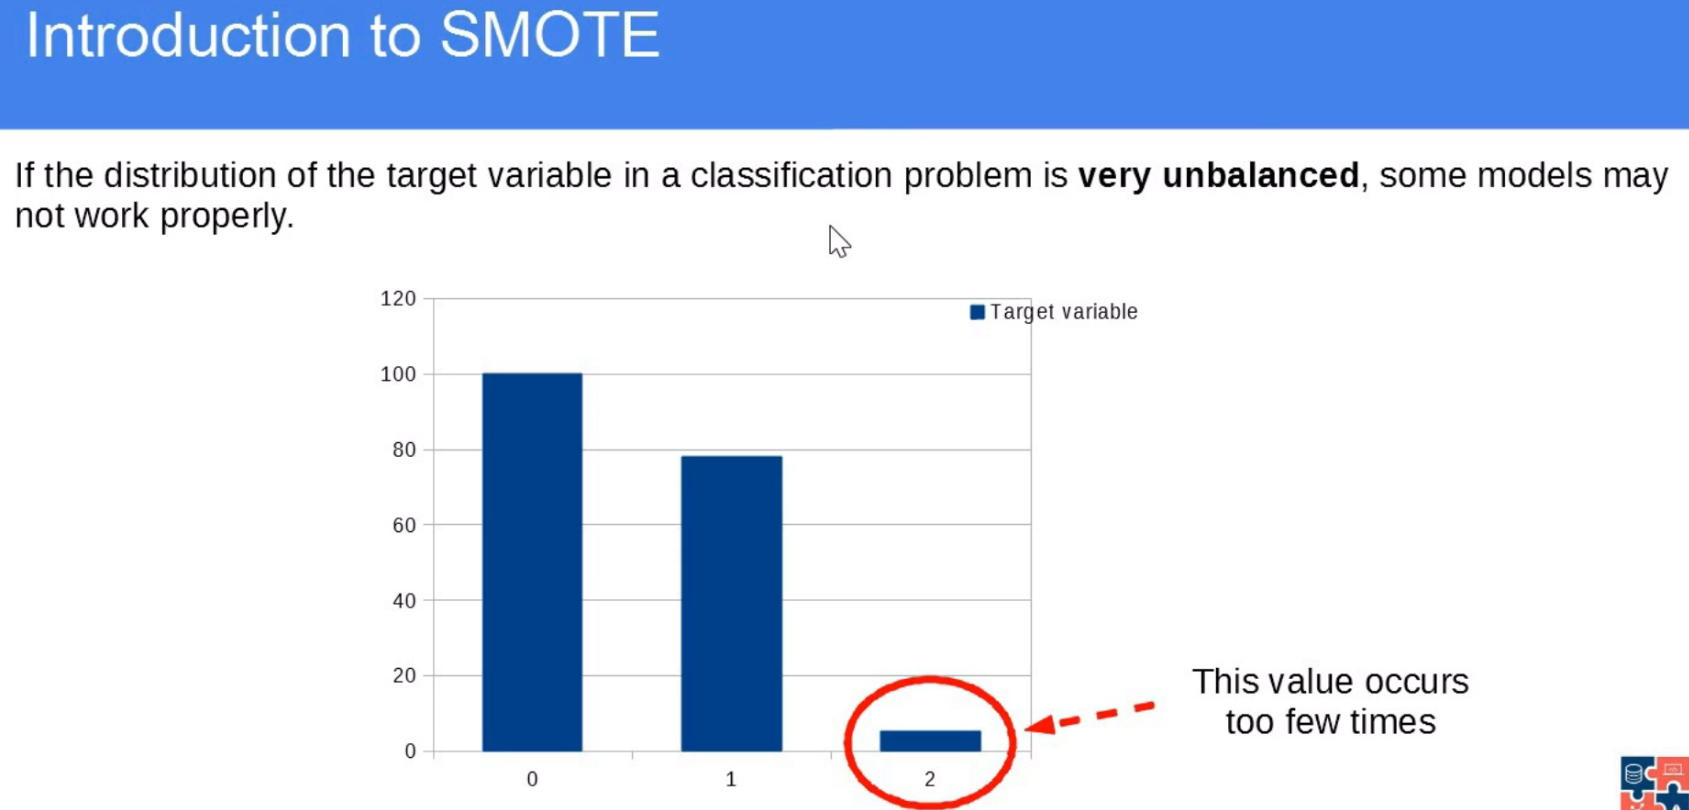 Introduction to SMOTE
If the distribution of the target variable in a classification problem is very unbalanced, some models may
not work properly.
120
Target variable
100
80
60
40
20
0
0 1 2
This value occurs
too few times